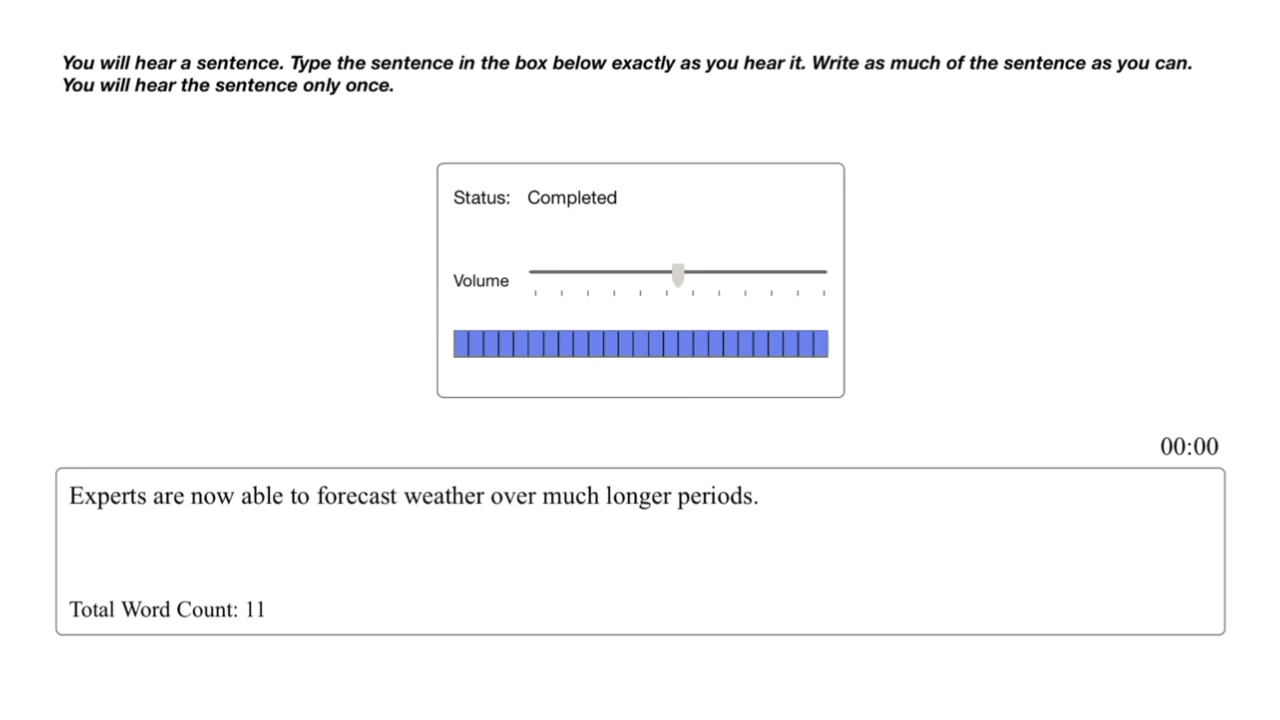 You will hear a sentence. Type the sentence in the box below exactly as you hear it. Write as much of the sentence as you can.
You will hear the sentence only once.
Status: Completed
Volume
00:00
Experts are now able to forecast weather over much longer periods.
Total Word Count: 11